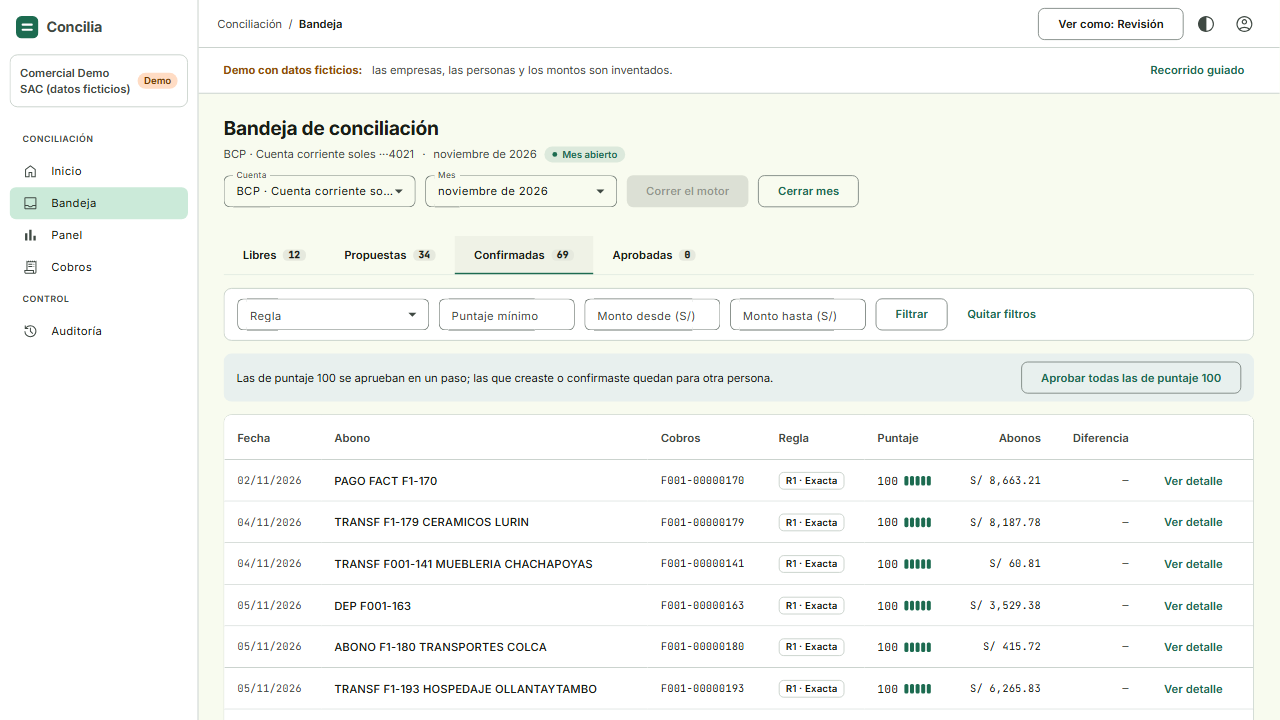 Concilia
Comercial Demo
SAC (datos ficticios)
Demo
CONCILIACIÓN
Inicio
Bandeja
Panel
Cobros
CONTROL
Auditoría
Conciliación / Bandeja
Ver como: Revisión
Demo con datos ficticios: las empresas, las personas y los montos son inventados.
Recorrido guiado
Bandeja de conciliación
BCP · Cuenta corriente soles ···4021 · noviembre de 2026
Mes abierto
Cuenta
BCP · Cuenta corriente so...
Mes
noviembre de 2026
Correr el motor
Cerrar mes
Libres 12
Propuestas 34
Confirmadas 69
Aprobadas 0
Regla
Puntaje mínimo
Monto desde (S/)
Monto hasta (S/)
Filtrar
Quitar filtros
Las de puntaje 100 se aprueban en un paso; las que creaste o confirmaste quedan para otra persona.
Aprobar todas las de puntaje 100
Fecha Abono Cobros Regla Puntaje Abonos Diferencia
02/11/2026 PAGO FACT F1-170 F001-00000170 R1 · Exacta 100 S/ 8,663.21 — Ver detalle
04/11/2026 TRANSF F1-179 CERAMICOS LURIN F001-00000179 R1 · Exacta 100 S/ 8,187.78 — Ver detalle
04/11/2026 TRANSF F001-141 MUEBLERIA CHACHAPOYAS F001-00000141 R1 · Exacta 100 S/ 60.81 — Ver detalle
05/11/2026 DEP F001-163 F001-00000163 R1 · Exacta 100 S/ 3,529.38 — Ver detalle
05/11/2026 ABONO F1-180 TRANSPORTES COLCA F001-00000180 R1 · Exacta 100 S/ 415.72 — Ver detalle
05/11/2026 TRANSF F1-193 HOSPEDAJE OLLANTAYTAMBO F001-00000193 R1 · Exacta 100 S/ 6,265.83 — Ver detalle